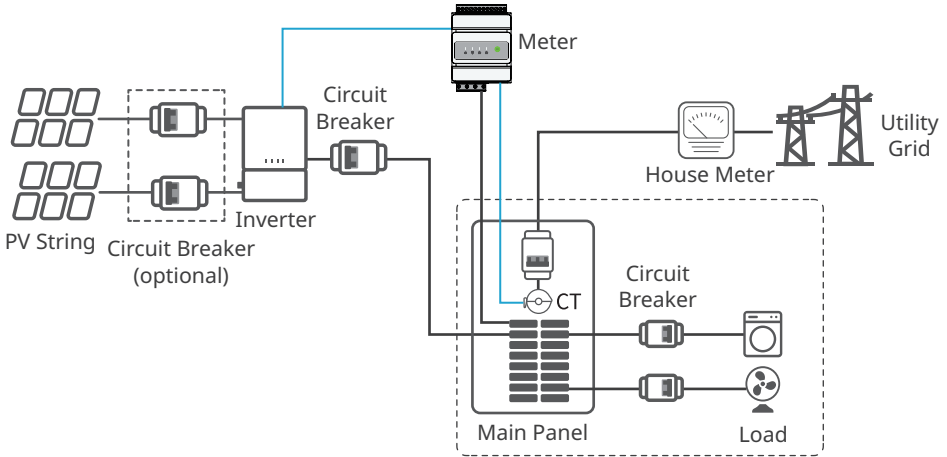 Meter
Circuit
Breaker
Utility
Grid
House Meter
Inverter
PV String
Circuit Breaker
(optional)
Circuit
Breaker
CT
Main Panel
Load